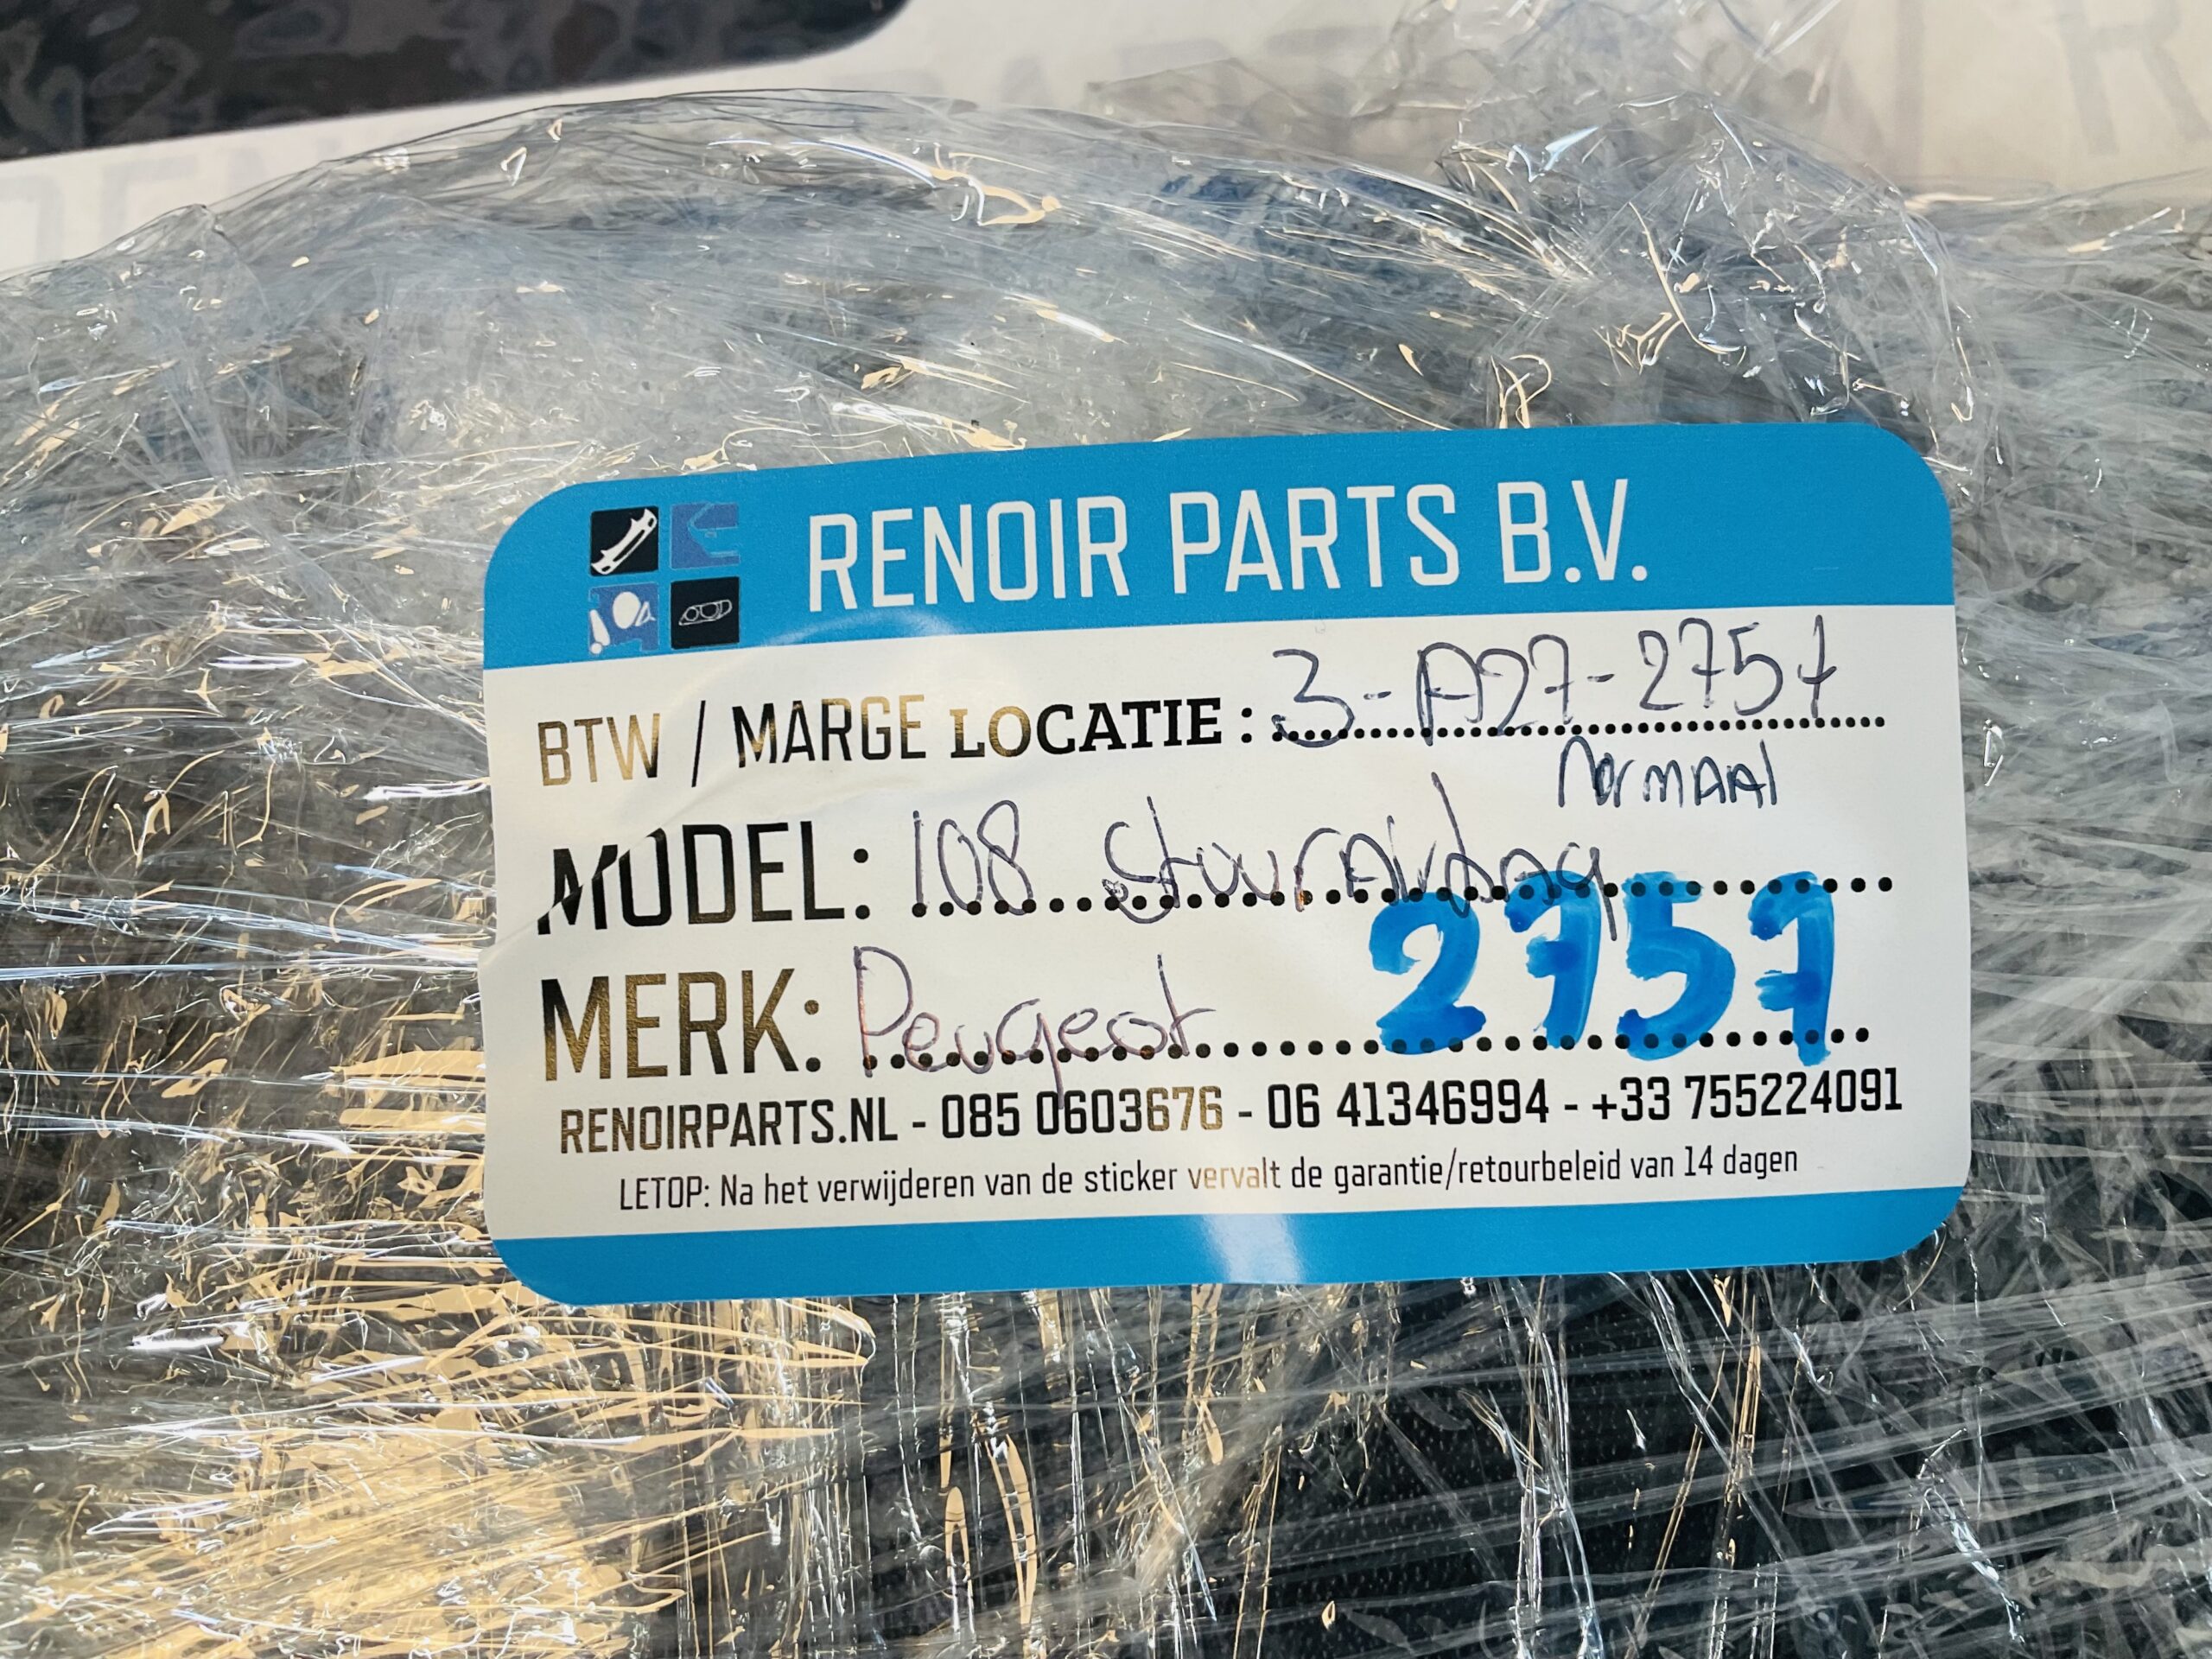 RENOIR PARTS B.V.
BTW / MARGE LOCATIE : 3-A27-2757
Normaal
MODEL: 108 stuurairbag
2757
MERK: Peugeot
RENOIRPARTS.NL - 085 0603676 - 06 41346994 - +33 755224091
LETOP: Na het verwijderen van de sticker vervalt de garantie/retourbeleid van 14 dagen